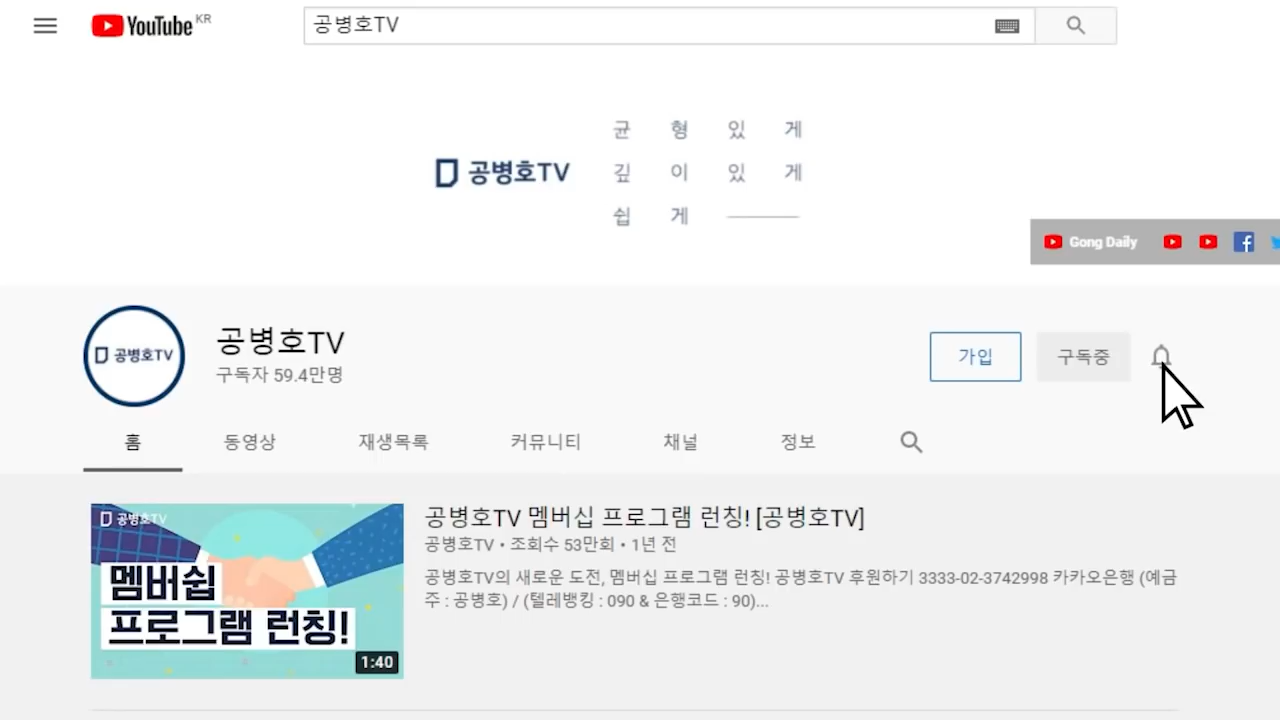 YouTube KR
공병호TV
공병호TV
균 형 있 게
깊 이 있 게
쉽 게
Gong Daily
공병호TV
공병호TV
구독자 59.4만명
가입
구독중
홈
동영상
재생목록
커뮤니티
채널
정보
공병호TV
멤버쉽
프로그램 런칭!
1:40
공병호TV 멤버십 프로그램 런칭! [공병호TV]
공병호TV • 조회수 53만회 • 1년 전
공병호TV의 새로운 도전, 멤버십 프로그램 런칭! 공병호TV 후원하기 3333-02-3742998 카카오은행 (예금
주 : 공병호) / (텔레뱅킹 : 090 & 은행코드 : 90)...